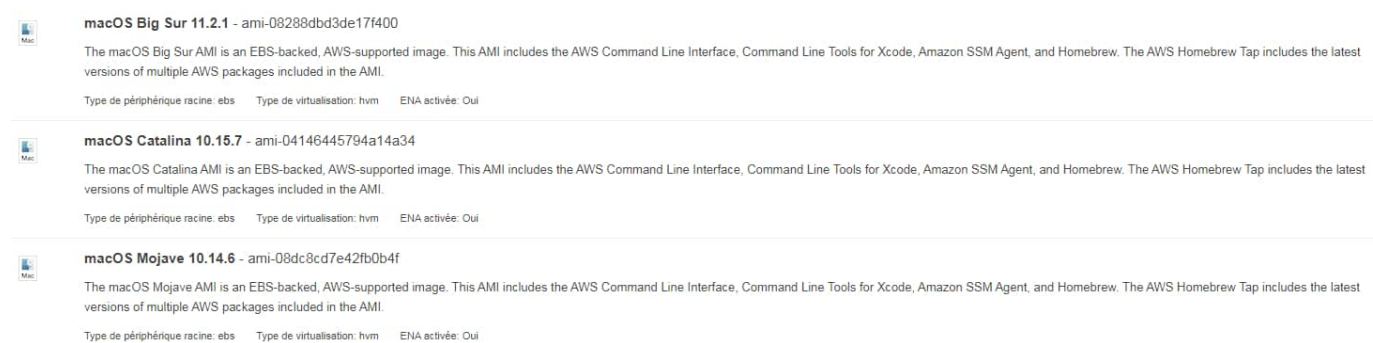 macOS Big Sur 11.2.1 - ami-08288dbd3de17f400
Mac
The macOS Big Sur AMI is an EBS-backed, AWS-supported image. This AMI includes the AWS Command Line Interface, Command Line Tools for Xcode, Amazon SSM Agent, and Homebrew. The AWS Homebrew Tap includes the latest
versions of multiple AWS packages included in the AMI.
Type de périphérique racine: ebs Type de virtualisation: hvm ENA activée: Oui
macOS Catalina 10.15.7 - ami-04146445794a14a34
Mac
The macOS Catalina AMI is an EBS-backed, AWS-supported image. This AMI includes the AWS Command Line Interface, Command Line Tools for Xcode, Amazon SSM Agent, and Homebrew. The AWS Homebrew Tap includes the latest
versions of multiple AWS packages included in the AMI.
Type de périphérique racine: ebs Type de virtualisation: hvm ENA activée: Oui
macOS Mojave 10.14.6 - ami-08dc8cd7e42fb0b4f
Mac
The macOS Mojave AMI is an EBS-backed, AWS-supported image. This AMI includes the AWS Command Line Interface, Command Line Tools for Xcode, Amazon SSM Agent, and Homebrew. The AWS Homebrew Tap includes the latest
versions of multiple AWS packages included in the AMI.
Type de périphérique racine: ebs Type de virtualisation: hvm ENA activée: Oui